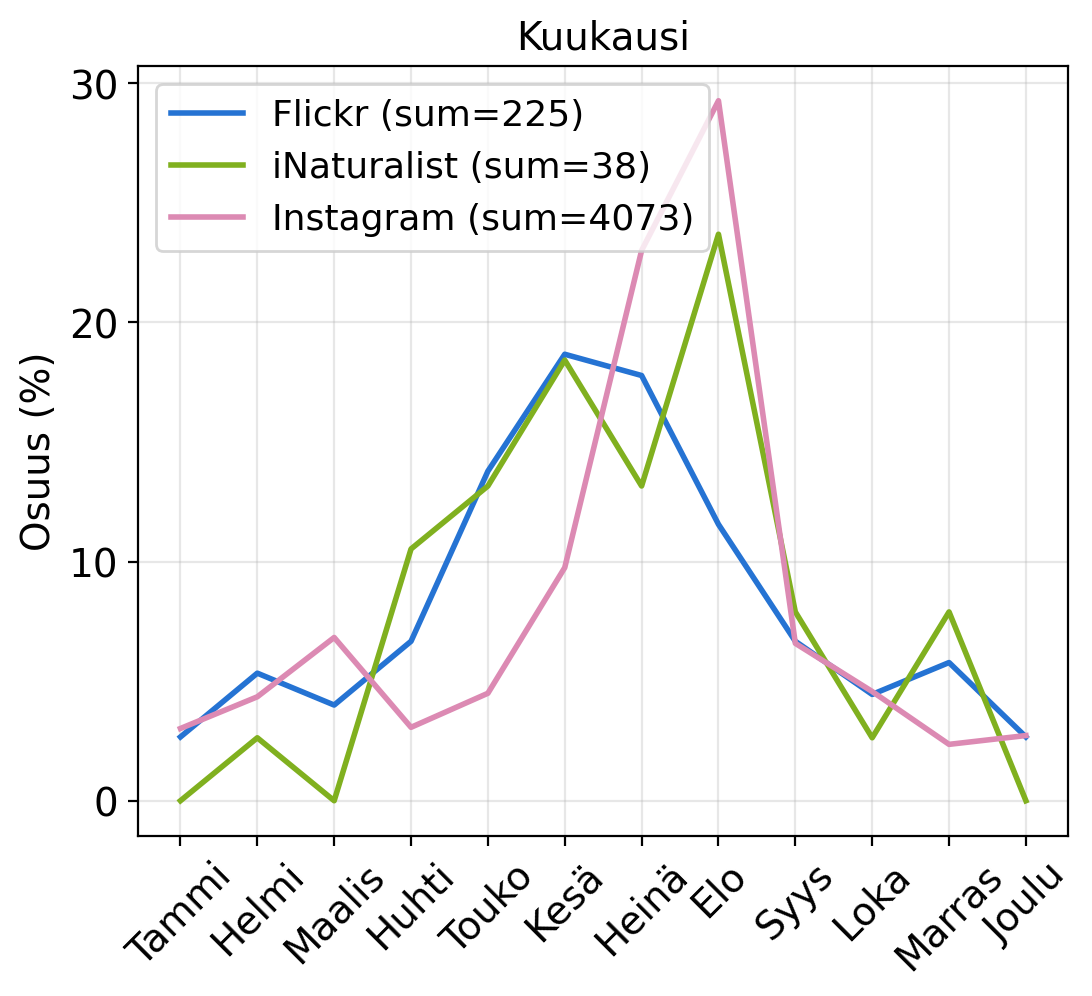 Kuukausi
30
20
10
0
Osuus (%)
Flickr (sum=225)
iNaturalist (sum=38)
Instagram (sum=4073)
Tammi
Helmi
Maalis
Huhti
Touko
Kesä
Heinä
Elo
Syys
Loka
Marras
Joulu